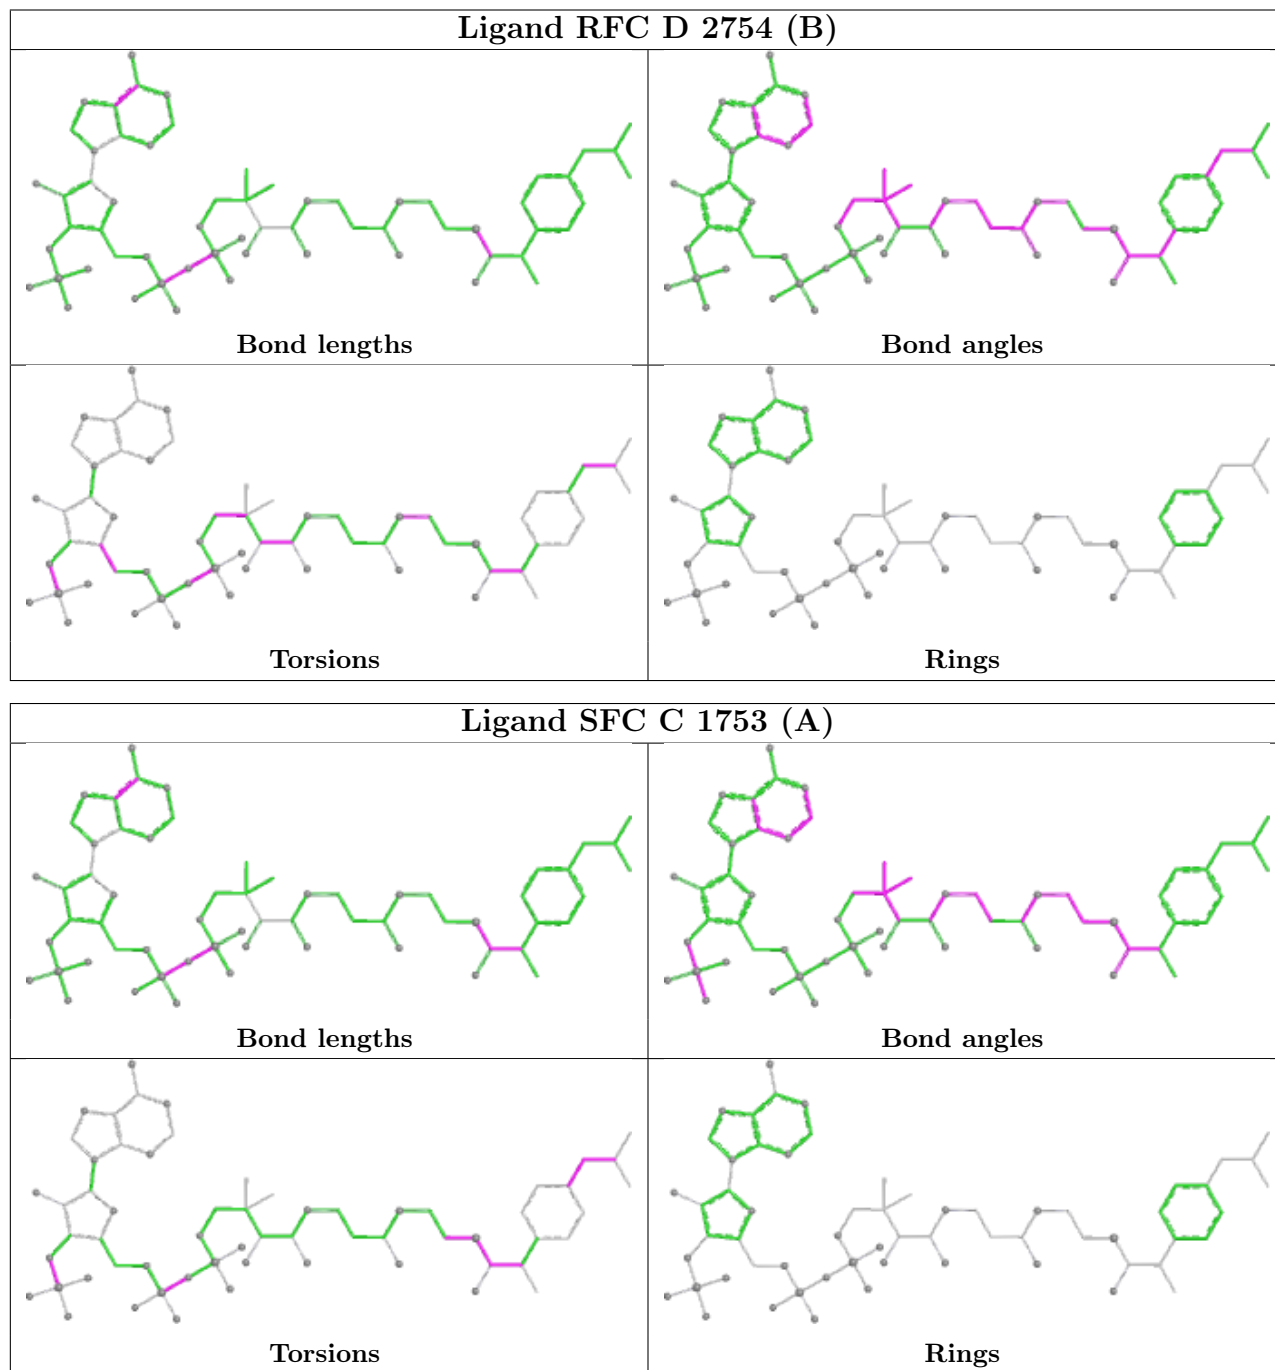 Ligand RFC D 2754 (B)
Bond lengths
Bond angles
Torsions
Rings
Ligand SFC C 1753 (A)
Bond lengths
Bond angles
Torsions
Rings